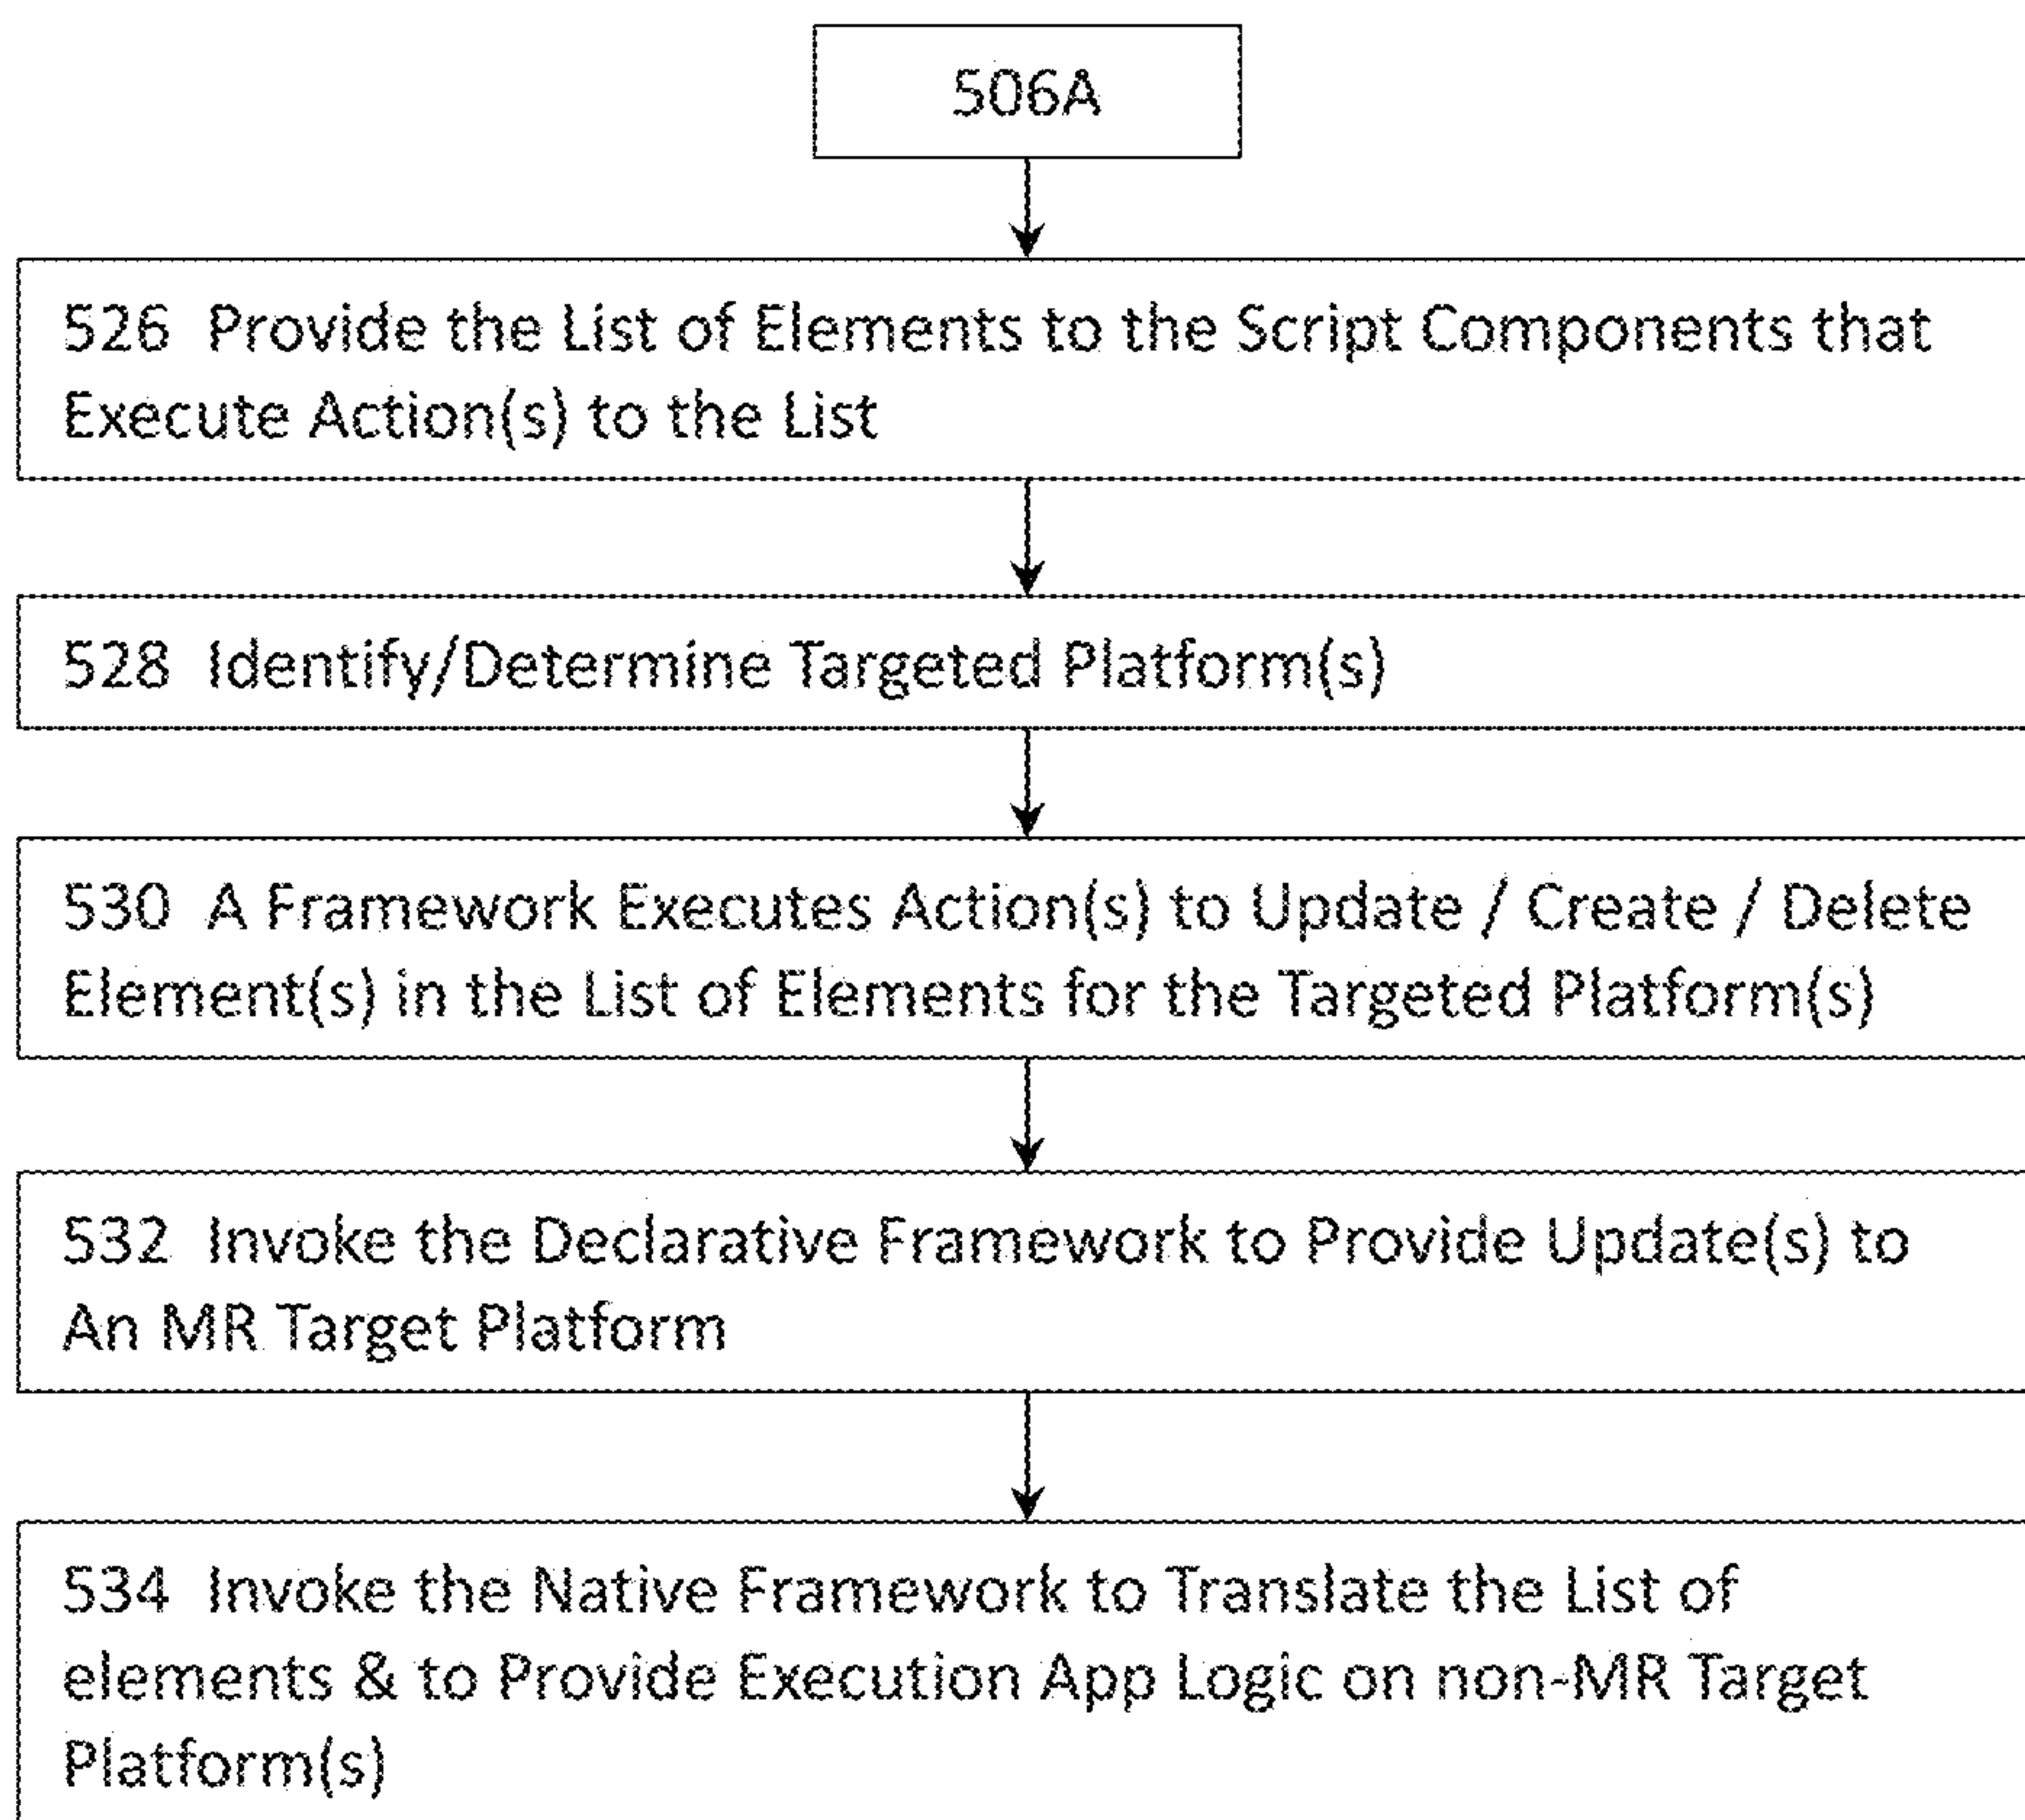 506A
526 Provide the List of Elements to the Script Components that
Execute Action(s) to the List
528 Identify/Determine Targeted Platform(s)
530 A Framework Executes Action(s) to Update / Create / Delete
Element(s) in the List of Elements for the Targeted Platform(s)
532 Invoke the Declarative Framework to Provide Update(s) to
An MR Target Platform
534 Invoke the Native Framework to Translate the List of
elements & to Provide Execution App Logic on non-MR Target
Platform(s)